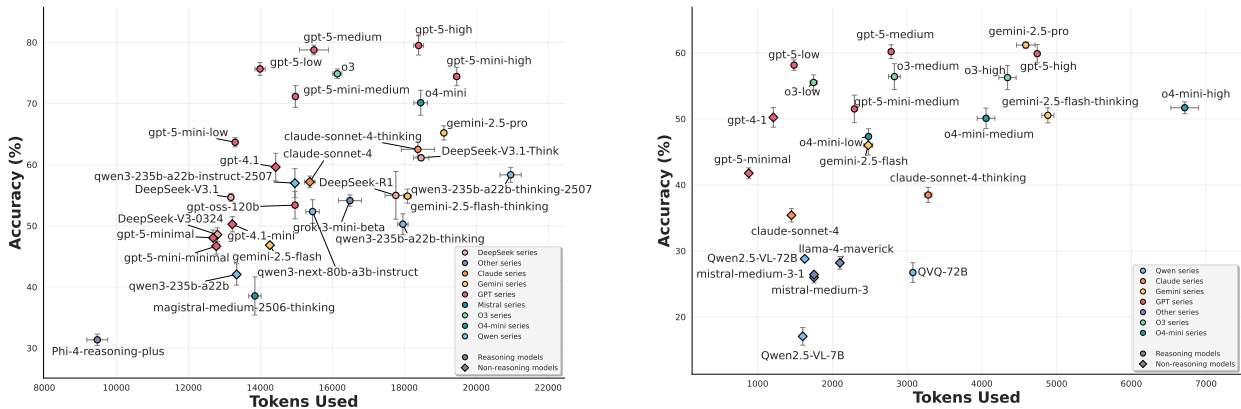 80
70
60
50
40
30
Accuracy (%)
8000
10000
12000
14000
16000
18000
20000
22000
Tokens Used
gpt-5-medium
gpt-5-high
gpt-5-low
o3
gpt-5-mini-high
gpt-5-mini-medium
o4-mini
gpt-5-mini-low
gemini-2.5-pro
claude-sonnet-4-thinking
DeepSeek-V3.1-Think
gpt-4.1
claude-sonnet-4
qwen3-235b-a22b-instruct-2507
DeepSeek-R1
qwen3-235b-a22b-thinking-2507
DeepSeek-V3.1
gpt-oss-120b
gemini-2.5-flash-thinking
DeepSeek-V3-0324
grok-3-mini-beta
gpt-5-minimal
gpt-4.1-mini
qwen3-235b-a22b-thinking
gpt-5-mini-minimal
gemini-2.5-flash
qwen3-next-80b-a3b-instruct
qwen3-235b-a22b
magistral-medium-2506-thinking
Phi-4-reasoning-plus
DeepSeek series
Other series
Claude series
Gemini series
GPT series
Mistral series
O3 series
O4-mini series
Qwen series
Reasoning models
Non-reasoning models
60
50
40
30
20
Accuracy (%)
1000
2000
3000
4000
5000
6000
7000
Tokens Used
gpt-5-medium
gemini-2.5-pro
gpt-5-low
o3-medium
o3-high
gpt-5-high
o3-low
gpt-5-mini-medium
gemini-2.5-flash-thinking
o4-mini-high
gpt-4-1
o4-mini-low
o4-mini-medium
gemini-2.5-flash
gpt-5-minimal
claude-sonnet-4-thinking
claude-sonnet-4
llama-4-maverick
Qwen2.5-VL-72B
mistral-medium-3-1
QVQ-72B
mistral-medium-3
Qwen2.5-VL-7B
Qwen series
Claude series
Gemini series
GPT series
Other series
O3 series
O4-mini series
Reasoning models
Non-reasoning models